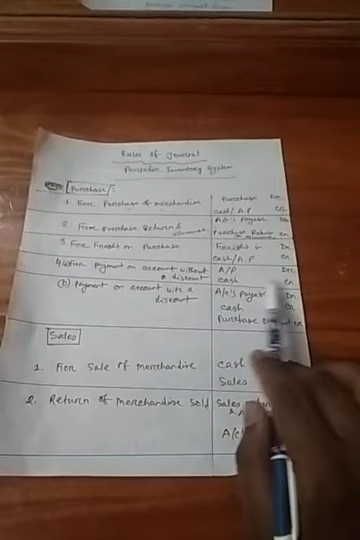 Rules of Journal
Periodic Inventory System
Purchase/:
1. For Purchase of merchandise
Purchase Dr.
cash/A.P cr
2. For Purchase Return &
A/c's Payable Dr
Purchase Return cr
3. For Freight on Purchase
Freight in Dr
cash/A.P cr
4. For Payment on account without
a discount
A/P Dr
cash cr
(b) Payment on account with a
discount
A/c's Payable Dr
cash cr
Purchase cr
Sales
1. For Sale of merchandise
cash
Sales
2. Return of Merchandise Sold
Sales
A/c